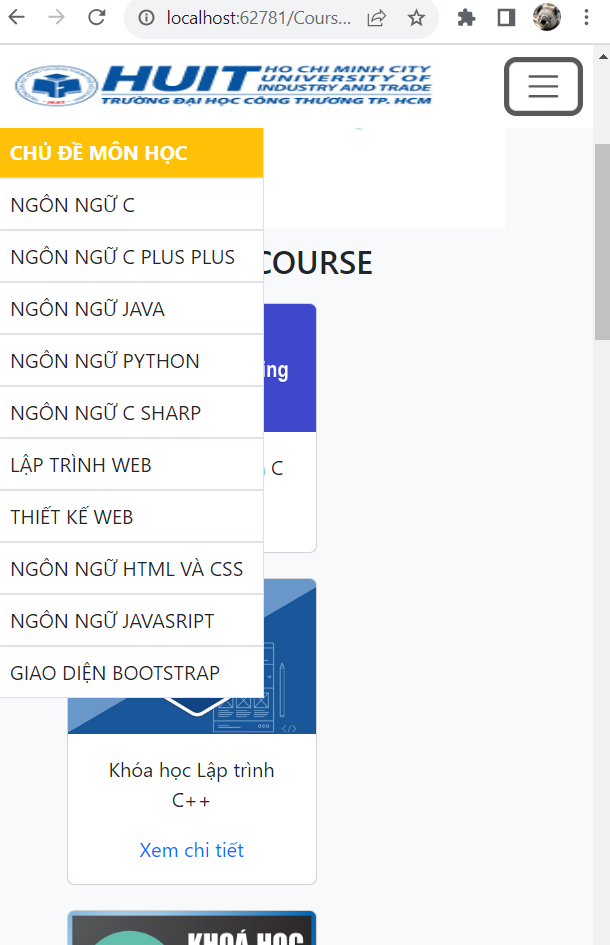 localhost:62781/Cours...
HUIT
HO CHI MINH CITY
UNIVERSITY OF
INDUSTRY AND TRADE
TRƯỜNG ĐẠI HỌC CÔNG THƯƠNG TP. HCM
HUIT
CHỦ ĐỀ MÔN HỌC
NGÔN NGỮ C
NGÔN NGỮ C PLUS PLUS
COURSE
NGÔN NGỮ JAVA
NGÔN NGỮ PYTHON
ing
NGÔN NGỮ C SHARP
LẬP TRÌNH WEB
C
THIẾT KẾ WEB
NGÔN NGỮ HTML VÀ CSS
NGÔN NGỮ JAVASRIPT
GIAO DIỆN BOOTSTRAP
</>
Khóa học Lập trình
C++
Xem chi tiết
KHOÁ HỌC